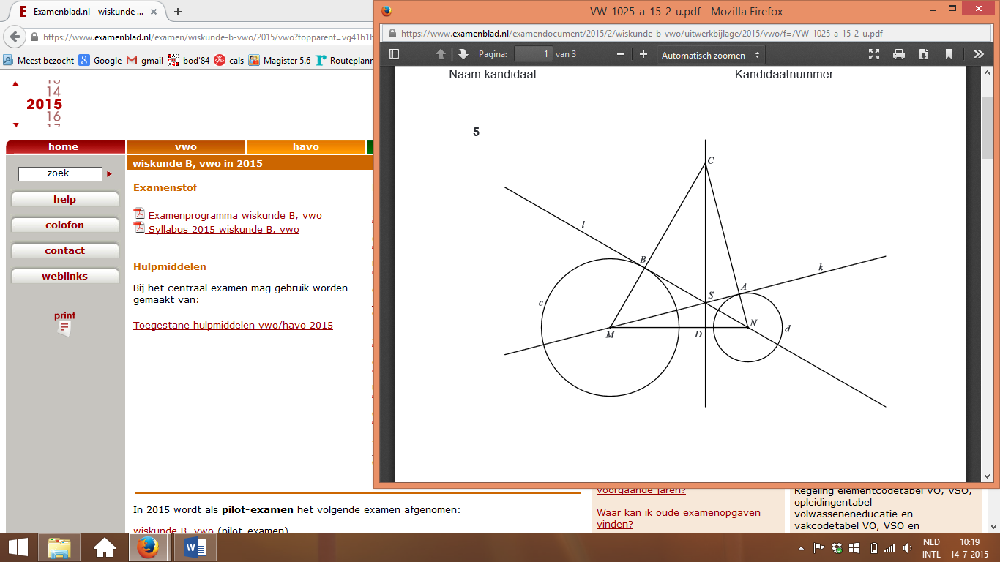 Examenblad.nl - wiskunde ...
https://www.examenblad.nl/examen/wiskunde-b-vwo/2015/vwo?topparent=vg41h1h
Meest bezocht Google gmail bod'84 cals Magister 5.6 Routeplann
14
2015
16
home vwo havo
zoek...
help
colofon
contact
weblinks
print
wiskunde B, vwo in 2015
Examenstof
Examenprogramma wiskunde B, vwo
Syllabus 2015 wiskunde B, vwo
Hulpmiddelen
Bij het centraal examen mag gebruik worden
gemaakt van:
Toegestane hulpmiddelen vwo/havo 2015
In 2015 wordt als pilot-examen het volgende examen afgenomen:
wiskunde B, vwo (pilot-examen)
VW-1025-a-15-2-u.pdf - Mozilla Firefox
https://www.examenblad.nl/examendocument/2015/2/wiskunde-b-vwo/uitwerkbijlage/2015/vwo/f=/VW-1025-a-15-2-u.pdf
Pagina: 1 van 3 Automatisch zoomen
Naam kandidaat Kandidaatnummer
5
C
l
B
k
A
S
c
N
M
D
d
voorgaande jaren?
Waar kan ik oude examenopgaven
vinden?
Regeling elementcodetabel VO, VSO,
opleidingentabel
volwasseneneducatie en
vakcodetabel VO, VSO en
NLD
INTL
10:19
14-7-2015